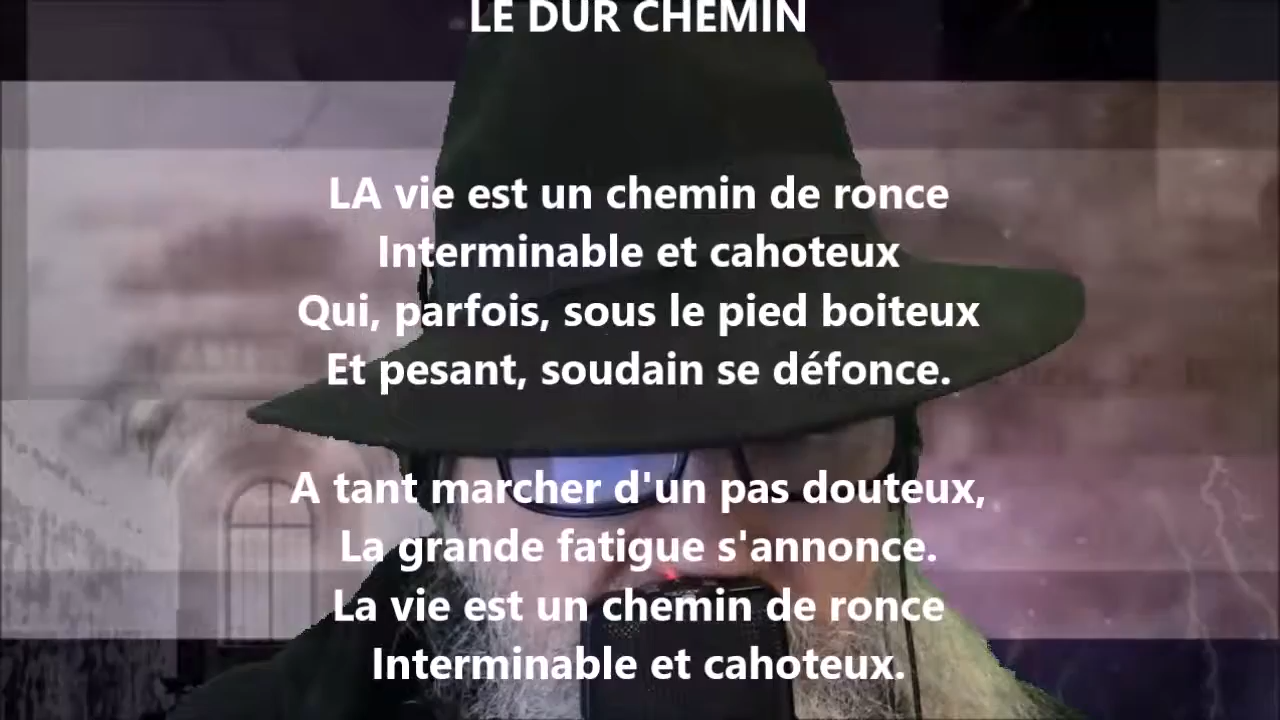 LE DUR CHEMIN
LA vie est un chemin de ronce
Interminable et cahoteux
Qui, parfois, sous le pied boiteux
Et pesant, soudain se défonce.
A tant marcher d'un pas douteux,
La grande fatigue s'annonce.
La vie est un chemin de ronce
Interminable et cahoteux.